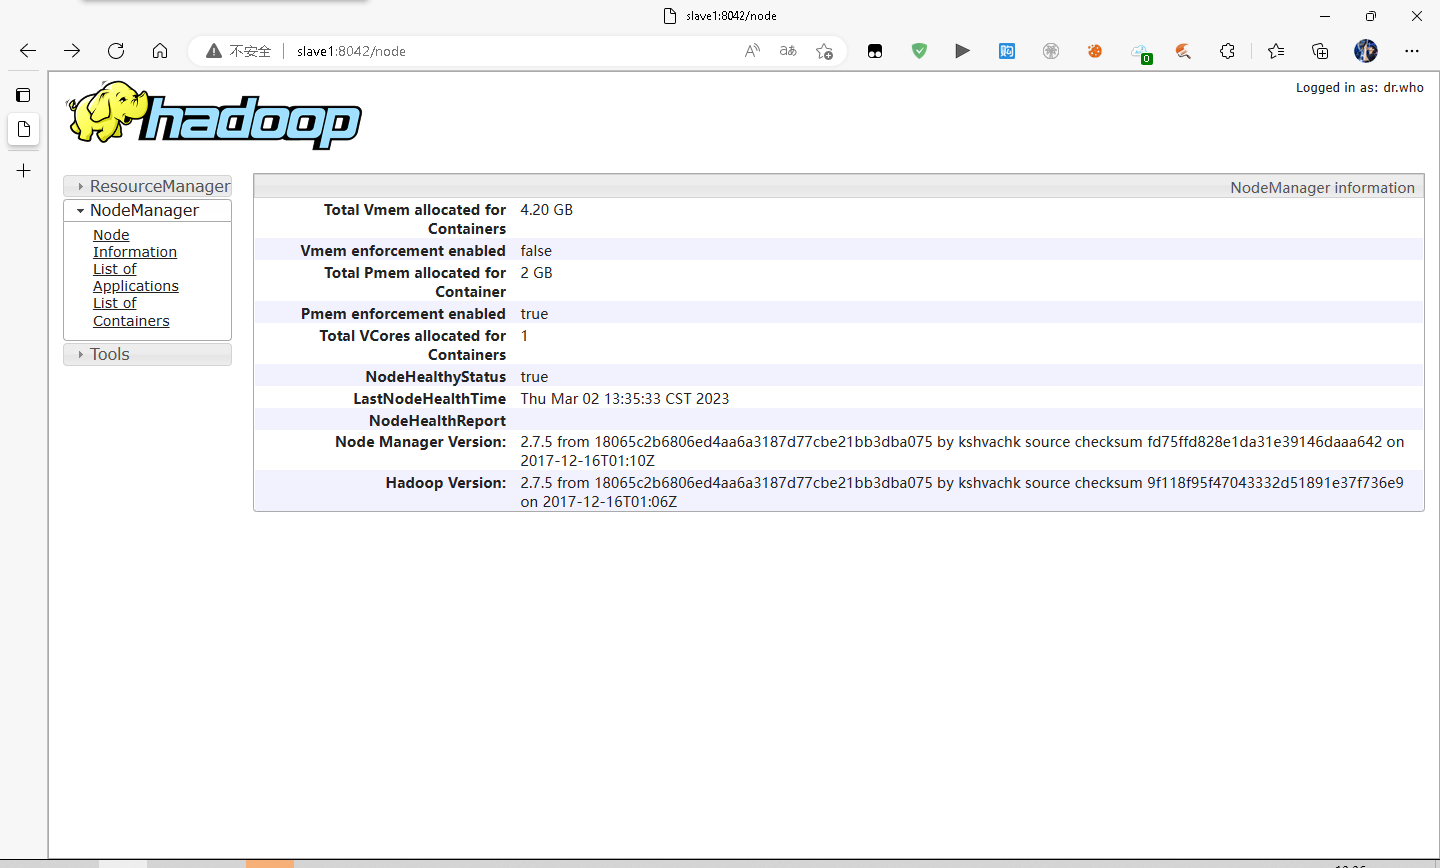 slave1:8042/node
不安全 slave1:8042/node
A あぁ 购 0
hadoop
Logged in as: dr.who
ResourceManager
NodeManager
Node
Information
List of
Applications
List of
Containers
Tools
NodeManager information
Total Vmem allocated for 4.20 GB
Containers
Vmem enforcement enabled false
Total Pmem allocated for 2 GB
Container
Pmem enforcement enabled true
Total VCores allocated for 1
Containers
NodeHealthyStatus true
LastNodeHealthTime Thu Mar 02 13:35:33 CST 2023
NodeHealthReport
Node Manager Version: 2.7.5 from 18065c2b6806ed4aa6a3187d77cbe21bb3dba075 by kshvachk source checksum fd75ffd828e1da31e39146daaa642 on
2017-12-16T01:10Z
Hadoop Version: 2.7.5 from 18065c2b6806ed4aa6a3187d77cbe21bb3dba075 by kshvachk source checksum 9f118f95f47043332d51891e37f736e9
on 2017-12-16T01:06Z